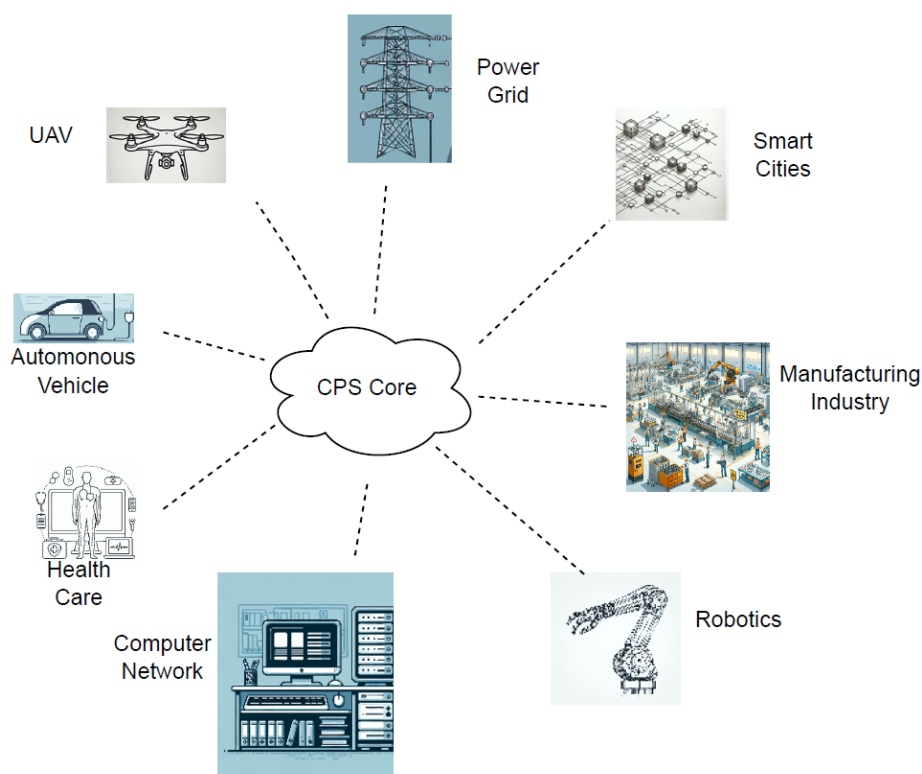 Power
Grid
UAV
Smart
Cities
Automonous
Vehicle
CPS Core
Manufacturing
Industry
Health
Care
Computer
Network
Robotics